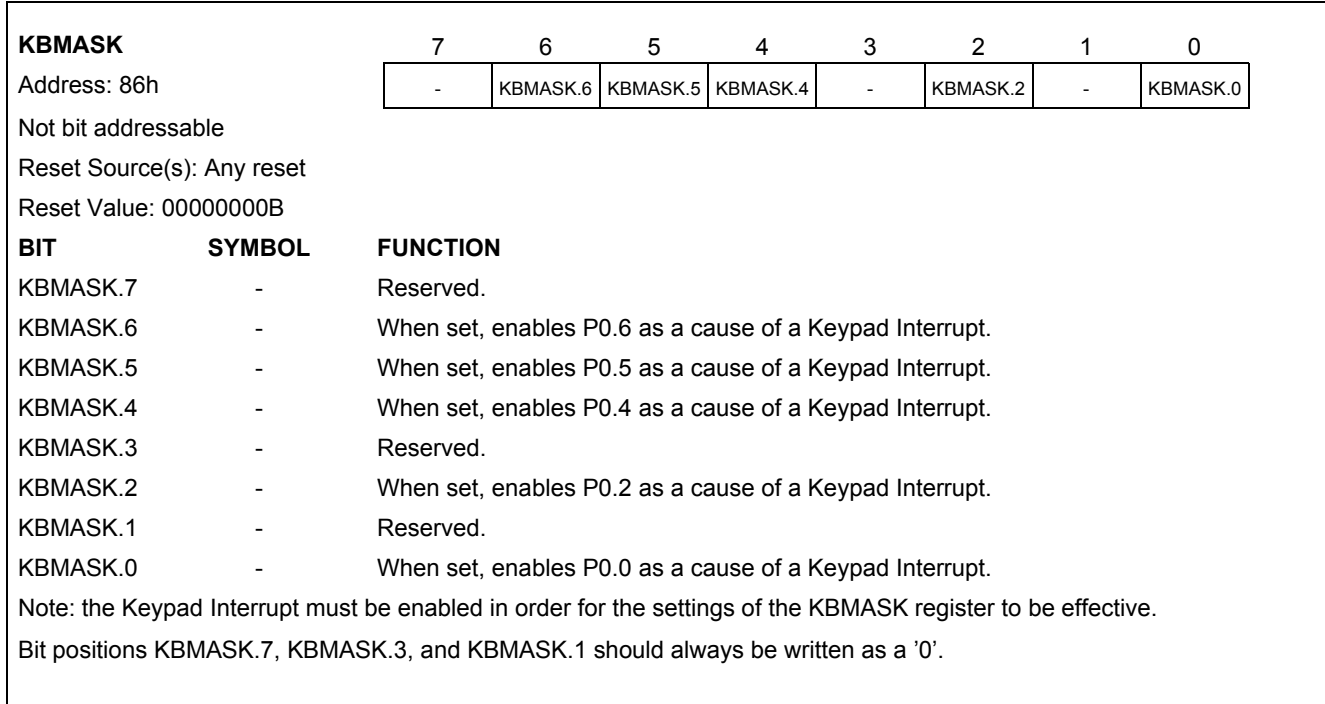 KBMASK 7 6 5 4 3 2 1 0
Address: 86h - KBMASK.6 KBMASK.5 KBMASK.4 - KBMASK.2 - KBMASK.0
Not bit addressable
Reset Source(s): Any reset
Reset Value: 00000000B
BIT SYMBOL FUNCTION
KBMASK.7 - Reserved.
KBMASK.6 - When set, enables P0.6 as a cause of a Keypad Interrupt.
KBMASK.5 - When set, enables P0.5 as a cause of a Keypad Interrupt.
KBMASK.4 - When set, enables P0.4 as a cause of a Keypad Interrupt.
KBMASK.3 - Reserved.
KBMASK.2 - When set, enables P0.2 as a cause of a Keypad Interrupt.
KBMASK.1 - Reserved.
KBMASK.0 - When set, enables P0.0 as a cause of a Keypad Interrupt.
Note: the Keypad Interrupt must be enabled in order for the settings of the KBMASK register to be effective.
Bit positions KBMASK.7, KBMASK.3, and KBMASK.1 should always be written as a ’0’.